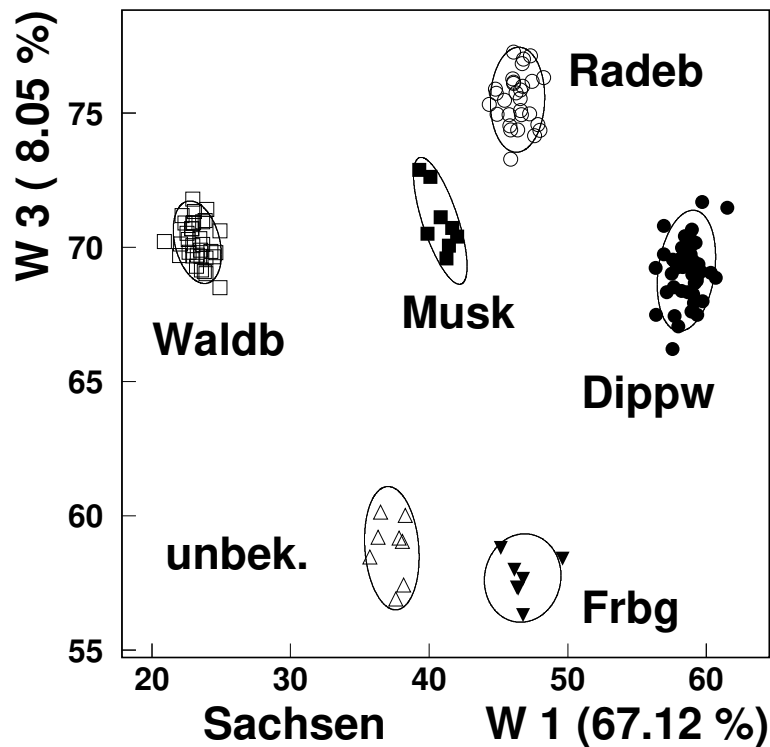 W 3 ( 8.05 %)
75
70
65
60
55
Radeb
Waldb
Musk
Dippw
unbek.
Frbg
20 30 40 50 60
Sachsen W 1 (67.12 %)